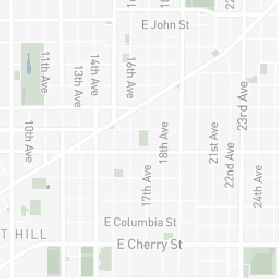 E John St
11th Ave
13th Ave
14th Ave
16th Ave
10th Ave
17th Ave
18th Ave
21st Ave
22nd Ave
23rd Ave
24th Ave
E Columbia St
T HILL
E Cherry St